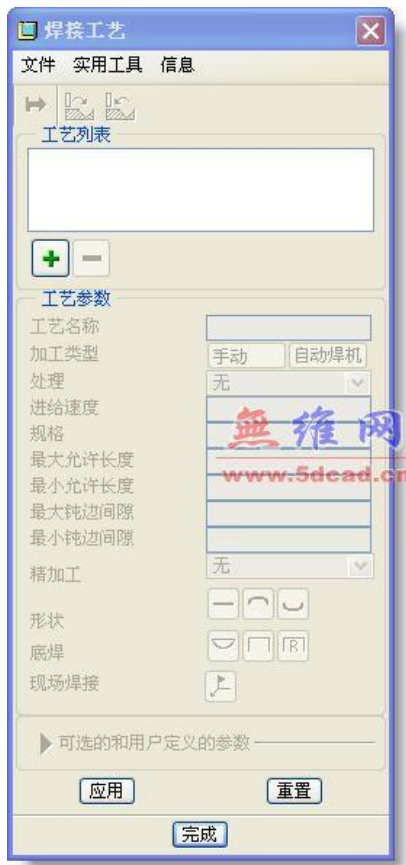 焊接工艺
文件 实用工具 信息
工艺列表
工艺参数
工艺名称
加工类型 手动 自动焊机
处理 无
进给速度
规格
最大允许长度
最小允许长度
最大钝边间隙
最小钝边间隙
精加工 无
形状
底焊 R
现场焊接
可选的和用户定义的参数
应用 重置
完成
無維网
www.5dcad.cn